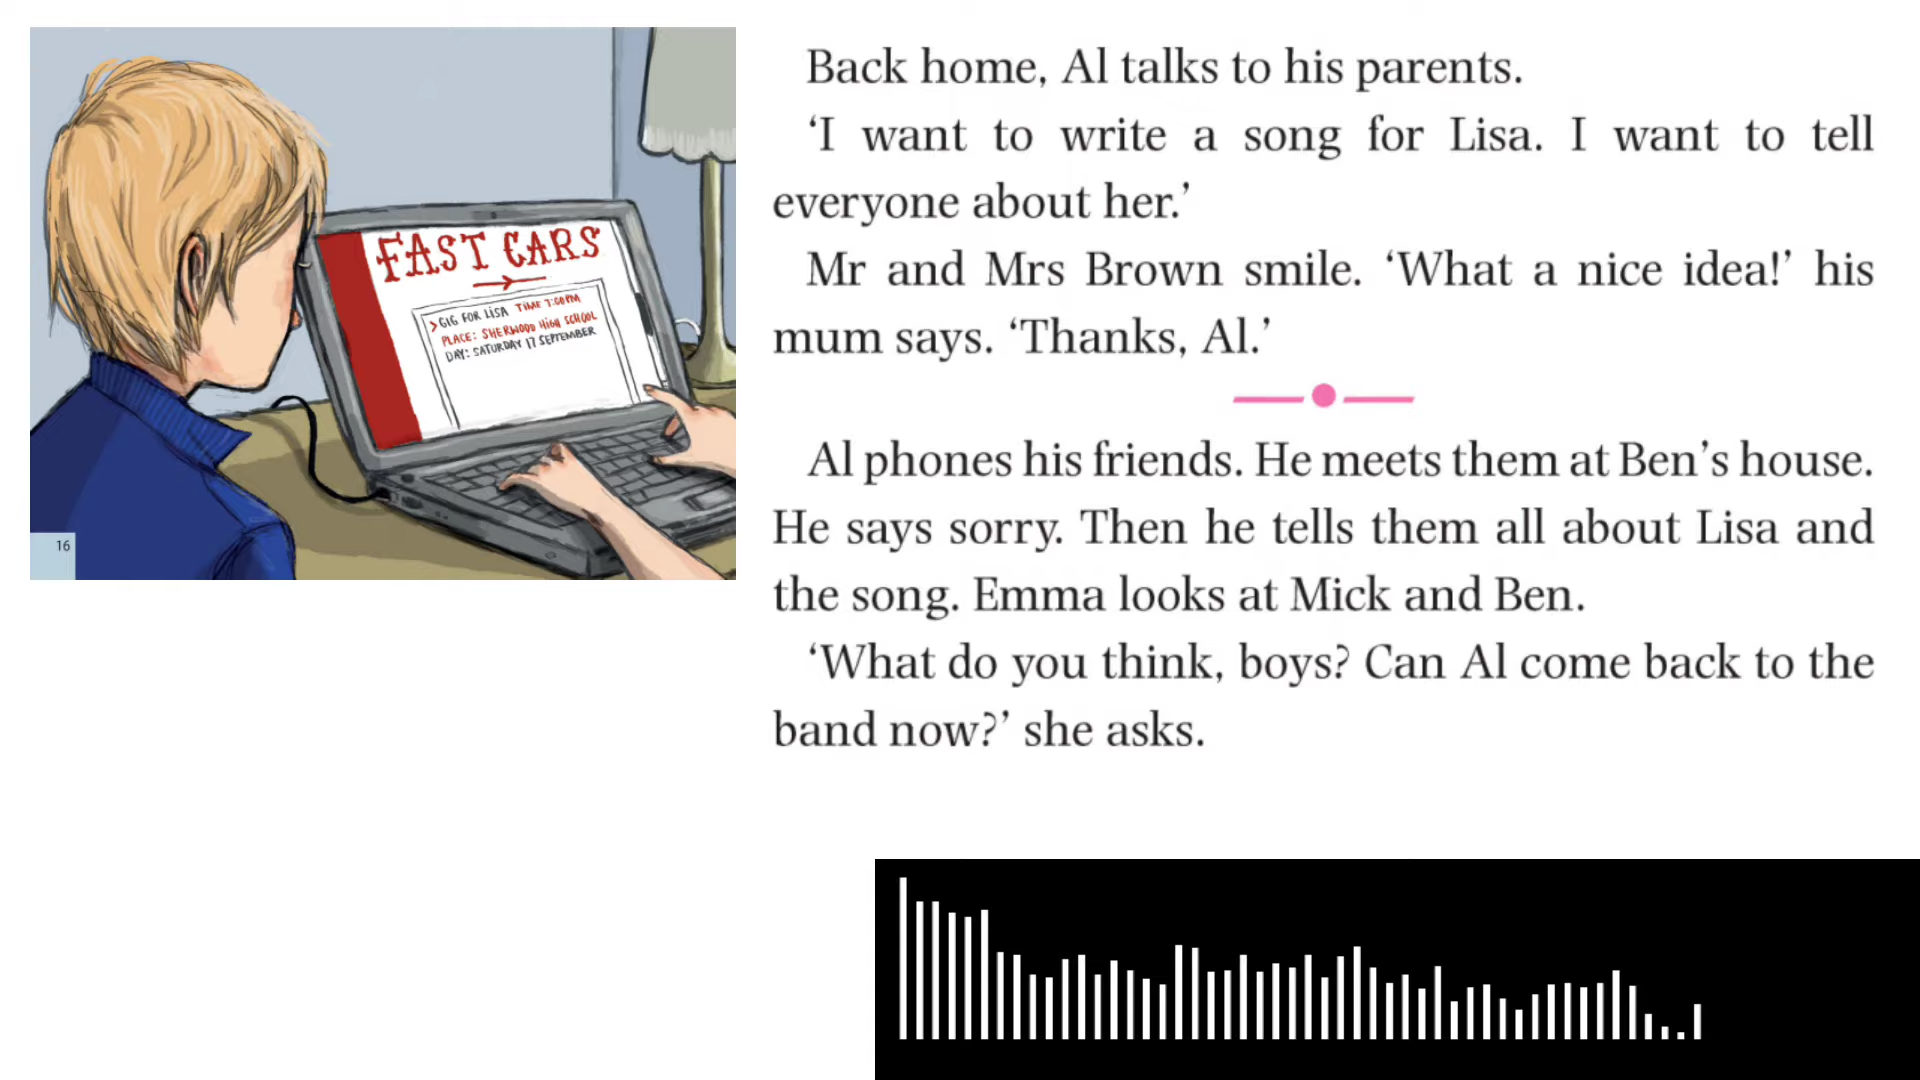 FAST CARS
GIG FOR LISA TIME 7:00PM
PLACE: SHERWOOD HIGH SCHOOL
DAY: SATURDAY 17 SEPTEMBER
16
Back home, Al talks to his parents.
‘I want to write a song for Lisa. I want to tell
everyone about her.’
Mr and Mrs Brown smile. ‘What a nice idea!’ his
mum says. ‘Thanks, Al.’
Al phones his friends. He meets them at Ben’s house.
He says sorry. Then he tells them all about Lisa and
the song. Emma looks at Mick and Ben.
‘What do you think, boys? Can Al come back to the
band now?’ she asks.